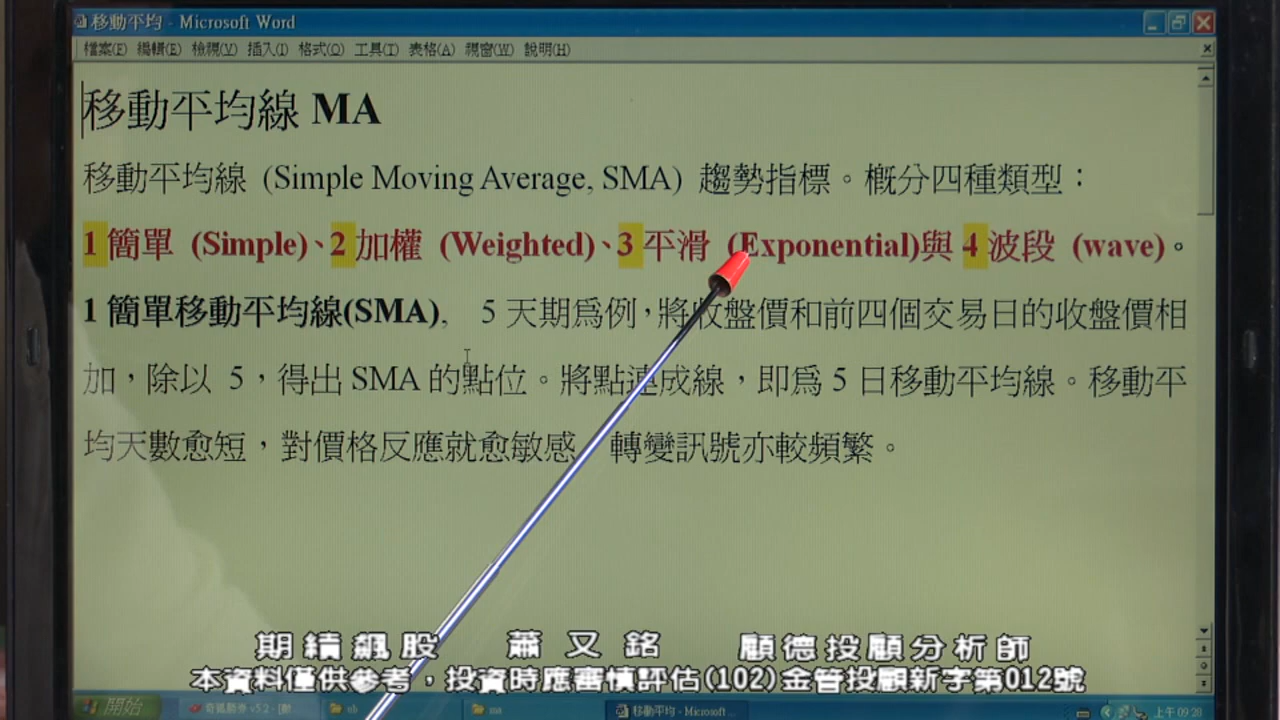 移動平均 - Microsoft Word
檔案(F) 編輯(E) 檢視(V) 插入(I) 格式(O) 工具(T) 表格(A) 視窗(W) 說明(H)
移動平均線 MA
移動平均線 (Simple Moving Average, SMA) 趨勢指標。概分四種類型：
1 簡單 (Simple)、2 加權 (Weighted)、3 平滑 (Exponential)與 4 波段 (wave)。
1 簡單移動平均線(SMA), 5 天期為例，將收盤價和前四個交易日的收盤價相
加，除以 5，得出 SMA 的點位。將點連成線，即為 5 日移動平均線。移動平
均天數愈短，對價格反應就愈敏感 轉變訊號亦較頻繁。
期績飆股 蕭又銘 顧德投顧分析師
本資料僅供參考，投資時應審慎評估(102)金管投顧新字第012號
開始 nb ma 移動平均 - Microsoft... 上午 09:28